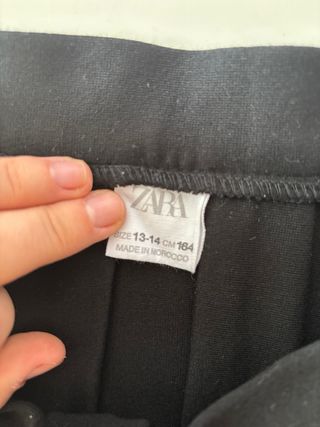 ZARA
SIZE 13-14 CM 164
MADE IN MOROCCO